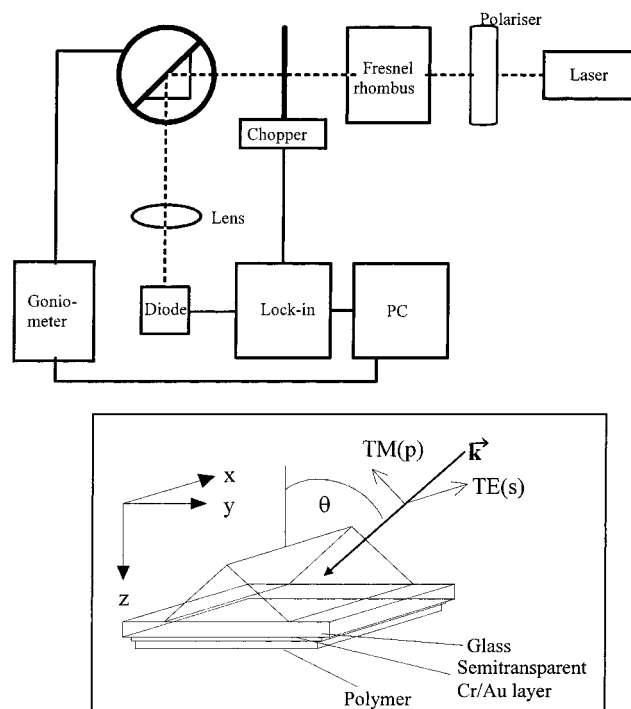 Polariser
Fresnel
rhombus
Laser
Chopper
Lens
Gonio-
meter
Diode
Lock-in
PC
TM(p)
k
x
TE(s)
y
θ
z
Glass
Semitransparent
Cr/Au layer
Polymer